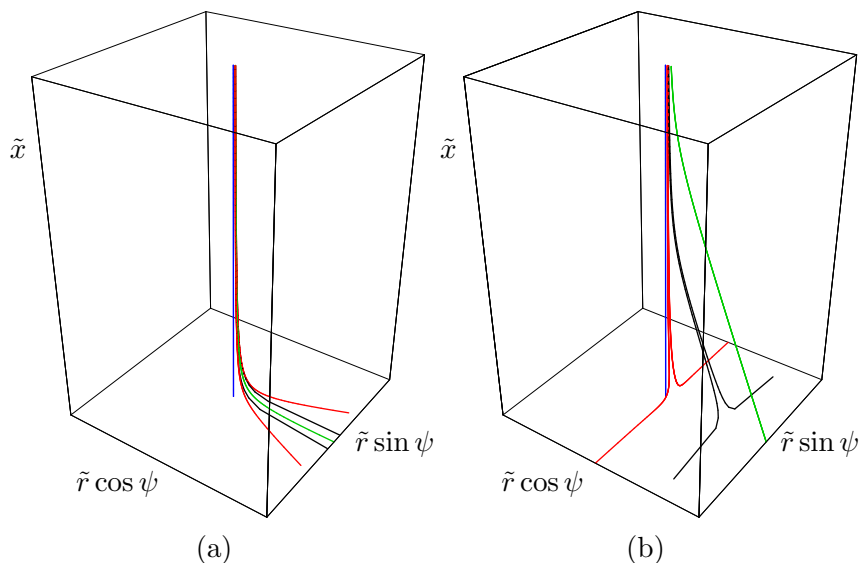 x̃
x̃
r̃ sin ψ
r̃ sin ψ
r̃ cos ψ
r̃ cos ψ
(a)
(b)